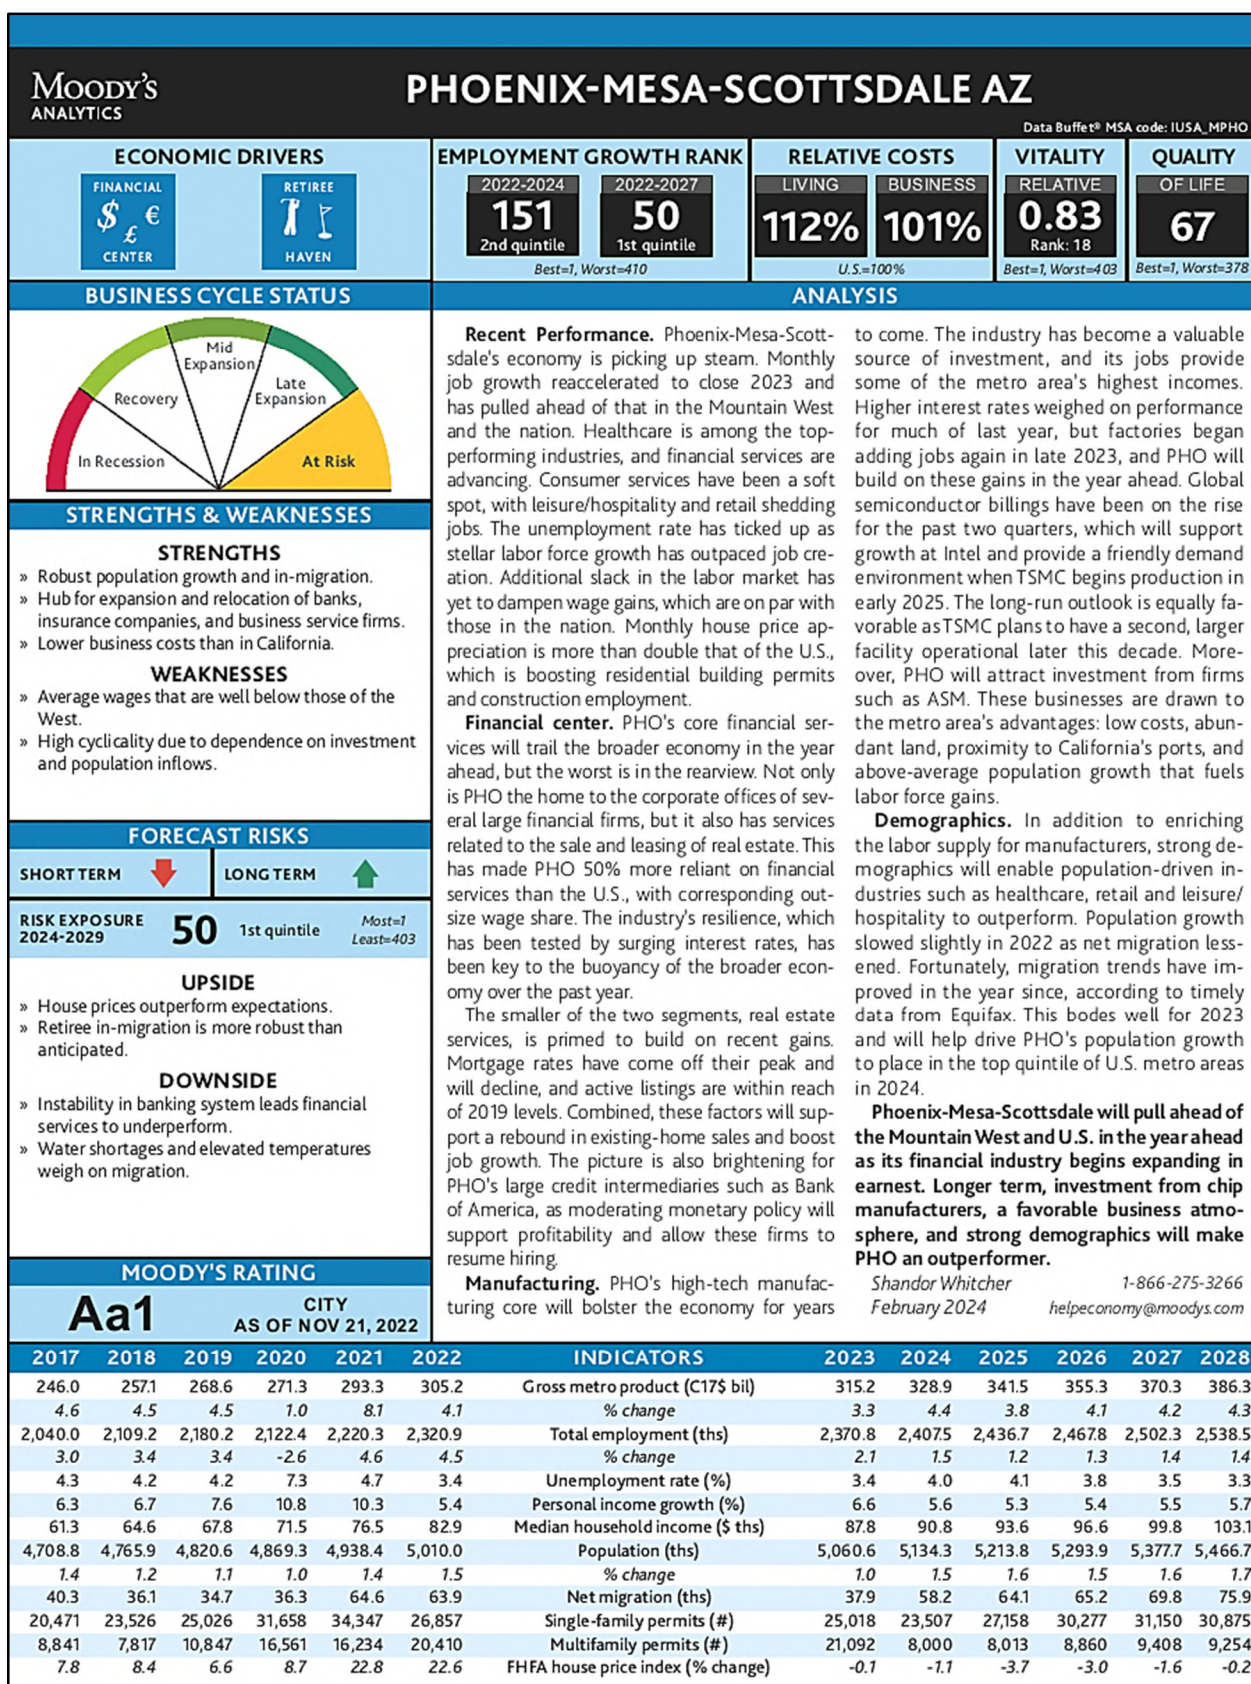 MOODY'S
ANALYTICS
PHOENIX-MESA-SCOTTSDALE AZ
Data Buffet® MSA code: IUSA_MPHO
ECONOMIC DRIVERS
FINANCIAL
$ £ €
CENTER
RETIREE
HAVEN
EMPLOYMENT GROWTH RANK
2022-2024
151
2nd quintile
2022-2027
50
1st quintile
Best=1, Worst=410
RELATIVE COSTS
LIVING
112%
BUSINESS
101%
U.S.=100%
VITALITY
RELATIVE
0.83
Rank: 18
Best=1, Worst=403
QUALITY
OF LIFE
67
Best=1, Worst=378
BUSINESS CYCLE STATUS
In Recession
Recovery
Mid
Expansion
Late
Expansion
At Risk
STRENGTHS & WEAKNESSES
STRENGTHS
» Robust population growth and in-migration.
» Hub for expansion and relocation of banks,
insurance companies, and business service firms.
» Lower business costs than in California.
WEAKNESSES
» Average wages that are well below those of the
West.
» High cyclicality due to dependence on investment
and population inflows.
FORECAST RISKS
SHORT TERM
LONG TERM
RISK EXPOSURE
2024-2029
50
1st quintile
Most=1
Least=403
UPSIDE
» House prices outperform expectations.
» Retiree in-migration is more robust than
anticipated.
DOWNSIDE
» Instability in banking system leads financial
services to underperform.
» Water shortages and elevated temperatures
weigh on migration.
MOODY'S RATING
Aa1
CITY
AS OF NOV 21, 2022
ANALYSIS
Recent Performance. Phoenix-Mesa-Scott-
sdale's economy is picking up steam. Monthly
job growth reaccelerated to close 2023 and
has pulled ahead of that in the Mountain West
and the nation. Healthcare is among the top-
performing industries, and financial services are
advancing. Consumer services have been a soft
spot, with leisure/hospitality and retail shedding
jobs. The unemployment rate has ticked up as
stellar labor force growth has outpaced job cre-
ation. Additional slack in the labor market has
yet to dampen wage gains, which are on par with
those in the nation. Monthly house price ap-
preciation is more than double that of the U.S.,
which is boosting residential building permits
and construction employment.
Financial center. PHO's core financial ser-
vices will trail the broader economy in the year
ahead, but the worst is in the rearview. Not only
is PHO the home to the corporate offices of sev-
eral large financial firms, but it also has services
related to the sale and leasing of real estate. This
has made PHO 50% more reliant on financial
services than the U.S., with corresponding out-
size wage share. The industry's resilience, which
has been tested by surging interest rates, has
been key to the buoyancy of the broader econ-
omy over the past year.
The smaller of the two segments, real estate
services, is primed to build on recent gains.
Mortgage rates have come off their peak and
will decline, and active listings are within reach
of 2019 levels. Combined, these factors will sup-
port a rebound in existing-home sales and boost
job growth. The picture is also brightening for
PHO's large credit intermediaries such as Bank
of America, as moderating monetary policy will
support profitability and allow these firms to
resume hiring.
Manufacturing. PHO's high-tech manufac-
turing core will bolster the economy for years
to come. The industry has become a valuable
source of investment, and its jobs provide
some of the metro area's highest incomes.
Higher interest rates weighed on performance
for much of last year, but factories began
adding jobs again in late 2023, and PHO will
build on these gains in the year ahead. Global
semiconductor billings have been on the rise
for the past two quarters, which will support
growth at Intel and provide a friendly demand
environment when TSMC begins production in
early 2025. The long-run outlook is equally fa-
vorable as TSMC plans to have a second, larger
facility operational later this decade. More-
over, PHO will attract investment from firms
such as ASM. These businesses are drawn to
the metro area's advantages: low costs, abun-
dant land, proximity to California's ports, and
above-average population growth that fuels
labor force gains.
Demographics. In addition to enriching
the labor supply for manufacturers, strong de-
mographics will enable population-driven in-
dustries such as healthcare, retail and leisure/
hospitality to outperform. Population growth
slowed slightly in 2022 as net migration less-
ened. Fortunately, migration trends have im-
proved in the year since, according to timely
data from Equifax. This bodes well for 2023
and will help drive PHO's population growth
to place in the top quintile of U.S. metro areas
in 2024.
Phoenix-Mesa-Scottsdale will pull ahead of
the Mountain West and U.S. in the year ahead
as its financial industry begins expanding in
earnest. Longer term, investment from chip
manufacturers, a favorable business atmo-
sphere, and strong demographics will make
PHO an outperformer.
Shandor Whitcher 1-866-275-3266
February 2024 helpeconomy@moodys.com
2017 2018 2019 2020 2021 2022 INDICATORS 2023 2024 2025 2026 2027 2028
246.0 257.1 268.6 271.3 293.3 305.2 Gross metro product (C17$ bil) 315.2 328.9 341.5 355.3 370.3 386.3
4.6 4.5 4.5 1.0 8.1 4.1 % change 3.3 4.4 3.8 4.1 4.2 4.3
2,040.0 2,109.2 2,180.2 2,122.4 2,220.3 2,320.9 Total employment (ths) 2,370.8 2,407.5 2,436.7 2,467.8 2,502.3 2,538.5
3.0 3.4 3.4 -2.6 4.6 4.5 % change 2.1 1.5 1.2 1.3 1.4 1.4
4.3 4.2 4.2 7.3 4.7 3.4 Unemployment rate (%) 3.4 4.0 4.1 3.8 3.5 3.3
6.3 6.7 7.6 10.8 10.3 5.4 Personal income growth (%) 6.6 5.6 5.3 5.4 5.5 5.7
61.3 64.6 67.8 71.5 76.5 82.9 Median household income ($ ths) 87.8 90.8 93.6 96.6 99.8 103.1
4,708.8 4,765.9 4,820.6 4,869.3 4,938.4 5,010.0 Population (ths) 5,060.6 5,134.3 5,213.8 5,293.9 5,377.7 5,466.7
1.4 1.2 1.1 1.0 1.4 1.5 % change 1.0 1.5 1.6 1.5 1.6 1.7
40.3 36.1 34.7 36.3 64.6 63.9 Net migration (ths) 37.9 58.2 64.1 65.2 69.8 75.9
20,471 23,526 25,026 31,658 34,347 26,857 Single-family permits (#) 25,018 23,507 27,158 30,277 31,150 30,875
8,841 7,817 10,847 16,561 16,234 20,410 Multifamily permits (#) 21,092 8,000 8,013 8,860 9,408 9,254
7.8 8.4 6.6 8.7 22.8 22.6 FHFA house price index (% change) -0.1 -1.1 -3.7 -3.0 -1.6 -0.2